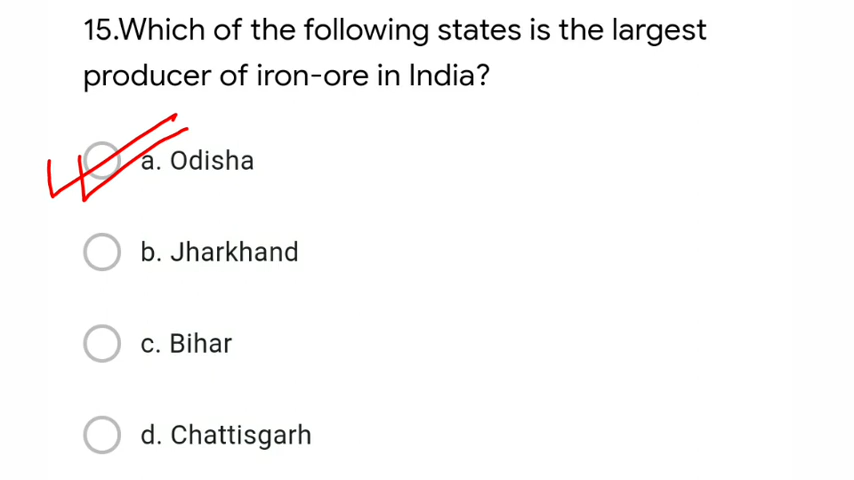 15.Which of the following states is the largest
producer of iron-ore in India?
a. Odisha
b. Jharkhand
c. Bihar
d. Chattisgarh